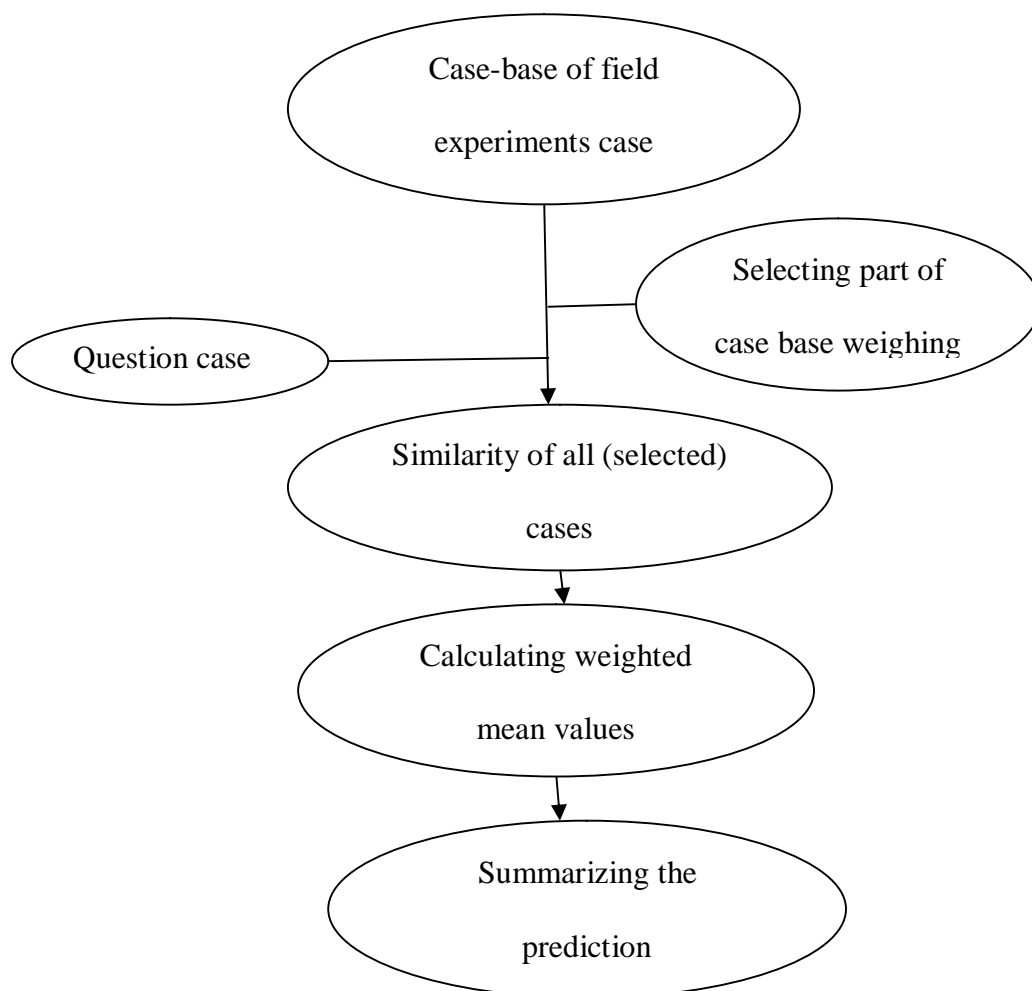 Case-base of field
experiments case
Selecting part of
case base weighing
Question case
Similarity of all (selected)
cases
Calculating weighted
mean values
Summarizing the
prediction